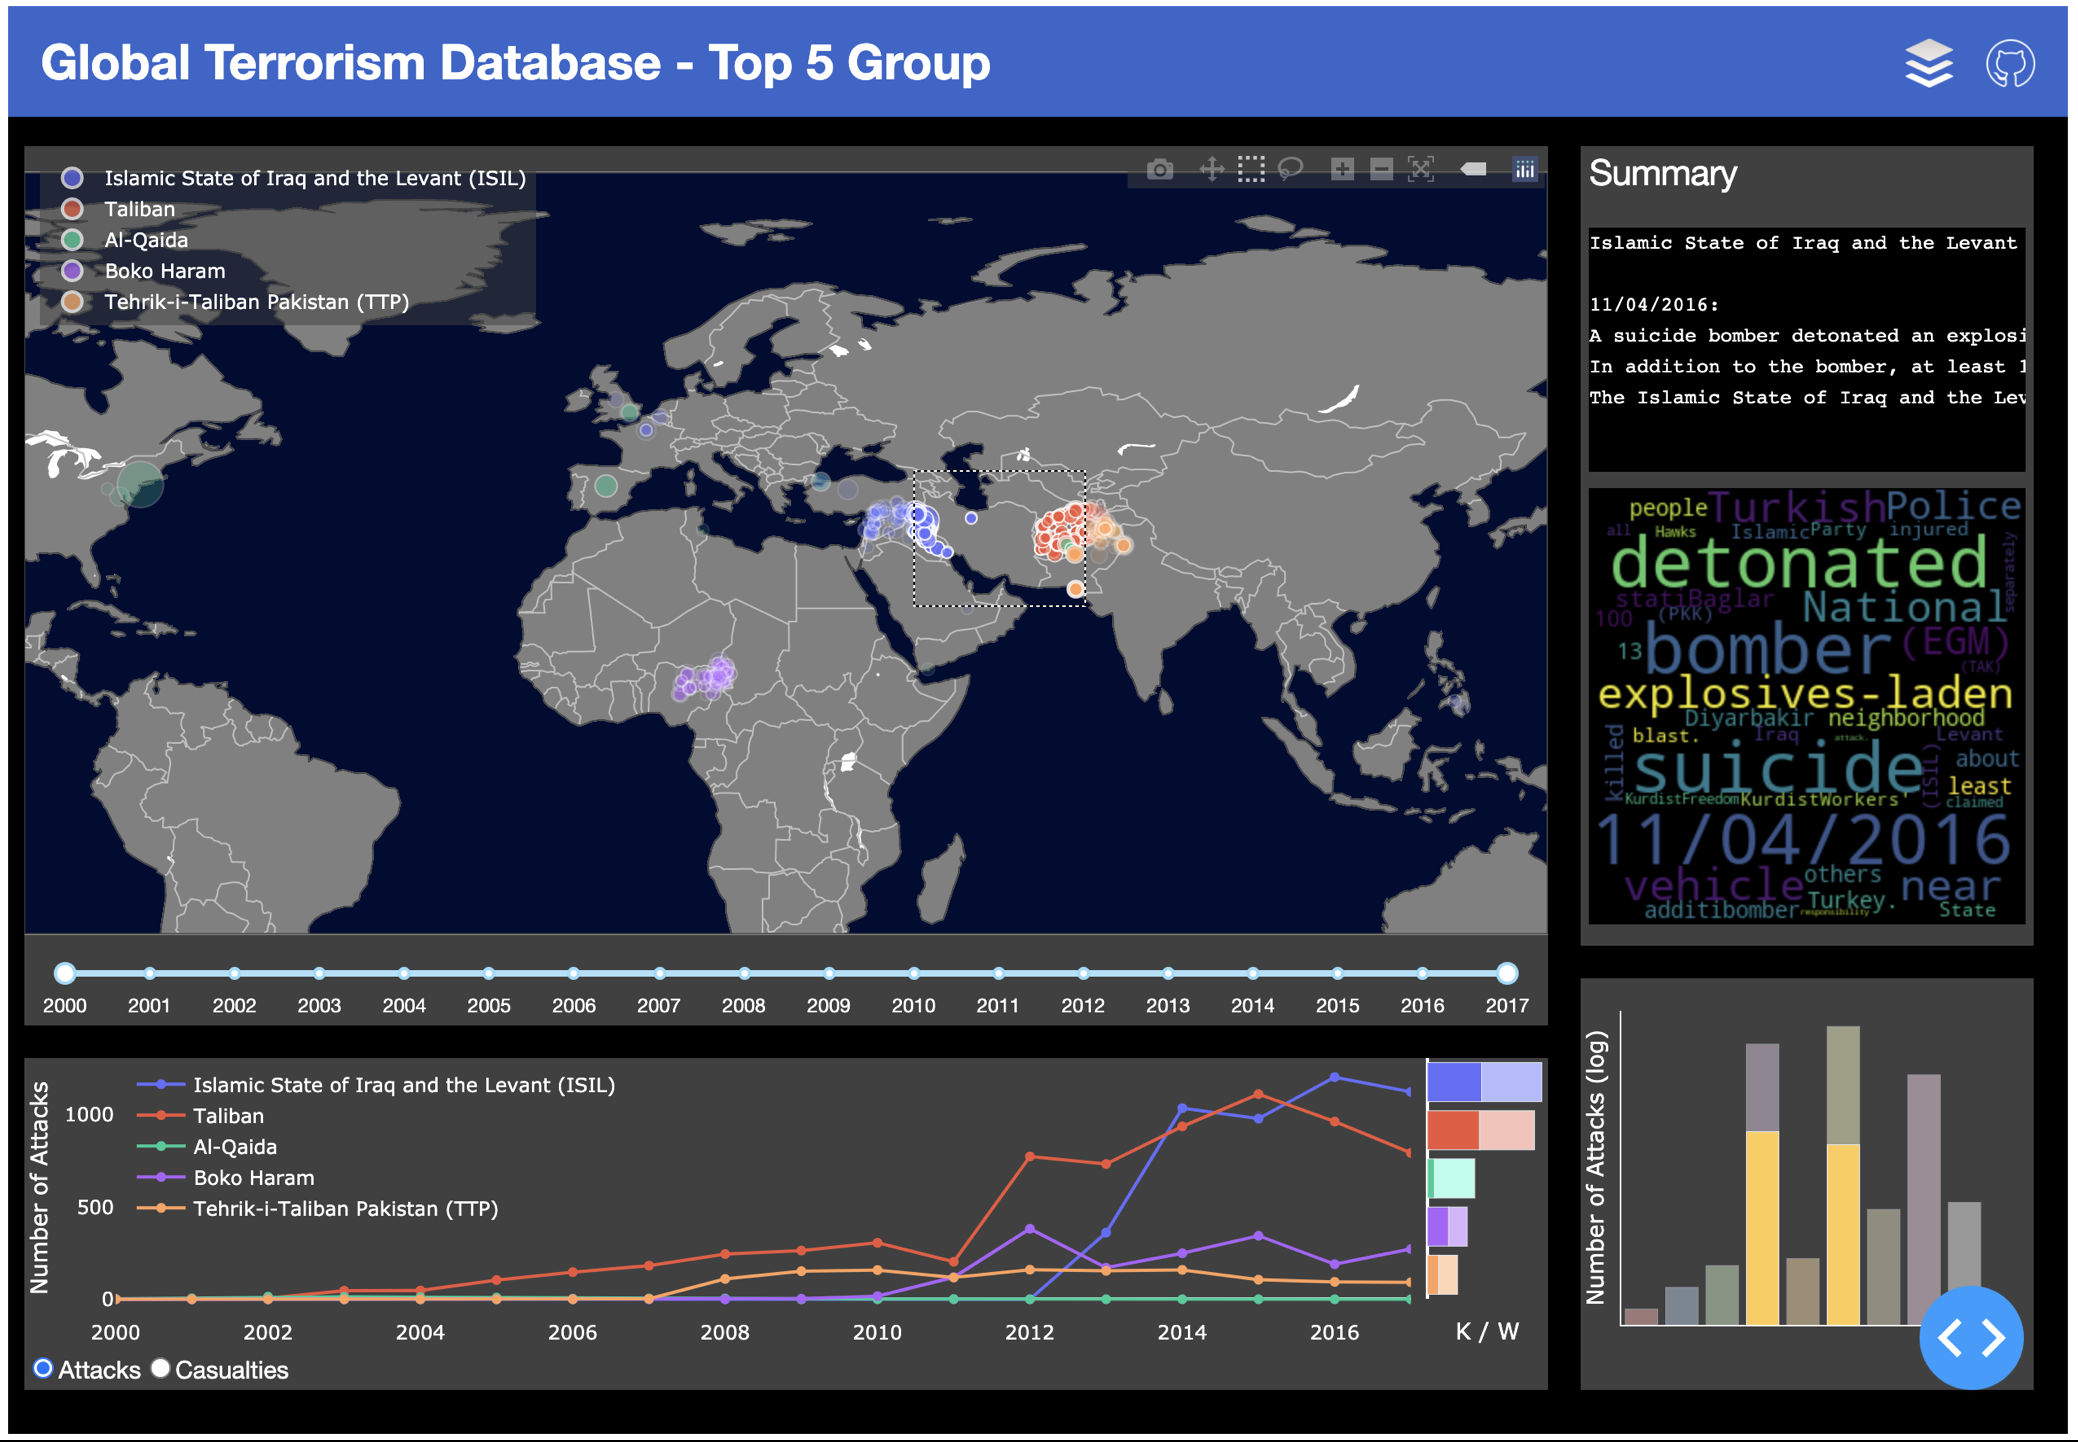 Global Terrorism Database - Top 5 Group
Islamic State of Iraq and the Levant (ISIL)
Taliban
Al-Qaida
Boko Haram
Tehrik-i-Taliban Pakistan (TTP)
2000 2001 2002 2003 2004 2005 2006 2007 2008 2009 2010 2011 2012 2013 2014 2015 2016 2017
Number of Attacks
1000
500
0
Islamic State of Iraq and the Levant (ISIL)
Taliban
Al-Qaida
Boko Haram
Tehrik-i-Taliban Pakistan (TTP)
2000 2002 2004 2006 2008 2010 2012 2014 2016
K / W
Attacks Casualties
Summary
Islamic State of Iraq and the Levant
11/04/2016:
A suicide bomber detonated an explosi
In addition to the bomber, at least 1
The Islamic State of Iraq and the Lev
people Turkish Police
all Hawks Islamic Party injured
detonated
separately
statiBaglar National
100 (PKK)
13 bomber (EGM)
(TAK)
explosives-laden
Diyarbakir neighborhood
blast. Iraq attack. Levant
killed suicide (ISIL) about
least
KurdistFreedom KurdistWorkers' claimed
11/04/2016
vehicle others near
additibomber responsibility Turkey. State
Number of Attacks (log)